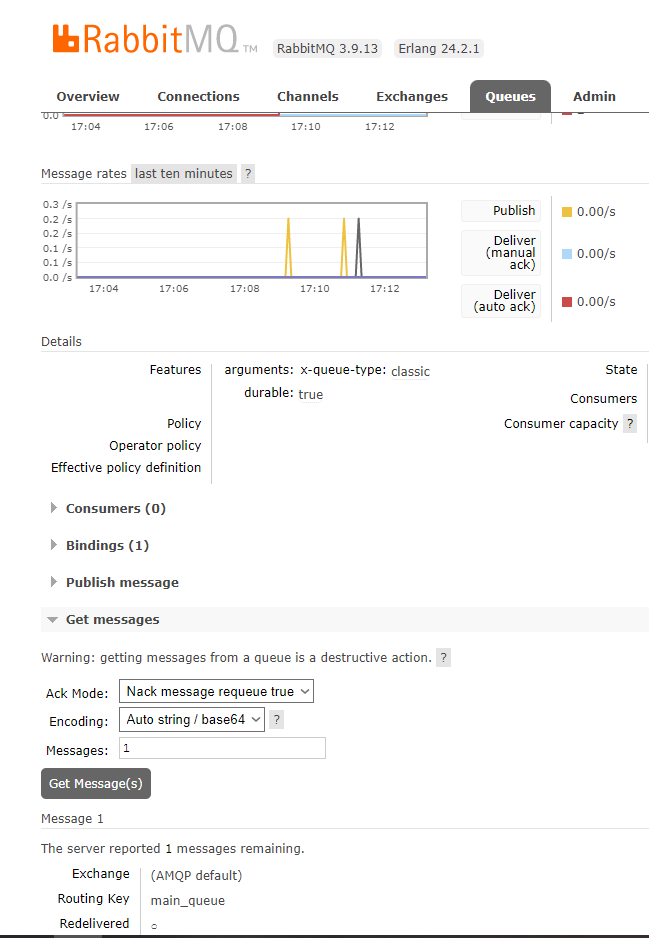 RabbitMQ TM RabbitMQ 3.9.13 Erlang 24.2.1
Overview Connections Channels Exchanges Queues Admin
0.0
17:04 17:06 17:08 17:10 17:12
Message rates last ten minutes ?
0.3 /s
0.2 /s
0.2 /s
0.1 /s
0.1 /s
0.0 /s
17:04 17:06 17:08 17:10 17:12
Publish 0.00/s
Deliver
(manual 0.00/s
ack)
Deliver
(auto ack) 0.00/s
Details
Features arguments: x-queue-type: classic
durable: true
Policy
Operator policy
Effective policy definition
State
Consumers
Consumer capacity ?
Consumers (0)
Bindings (1)
Publish message
Get messages
Warning: getting messages from a queue is a destructive action. ?
Ack Mode: Nack message requeue true
Encoding: Auto string / base64 ?
Messages: 1
Get Message(s)
Message 1
The server reported 1 messages remaining.
Exchange (AMQP default)
Routing Key main_queue
Redelivered ○